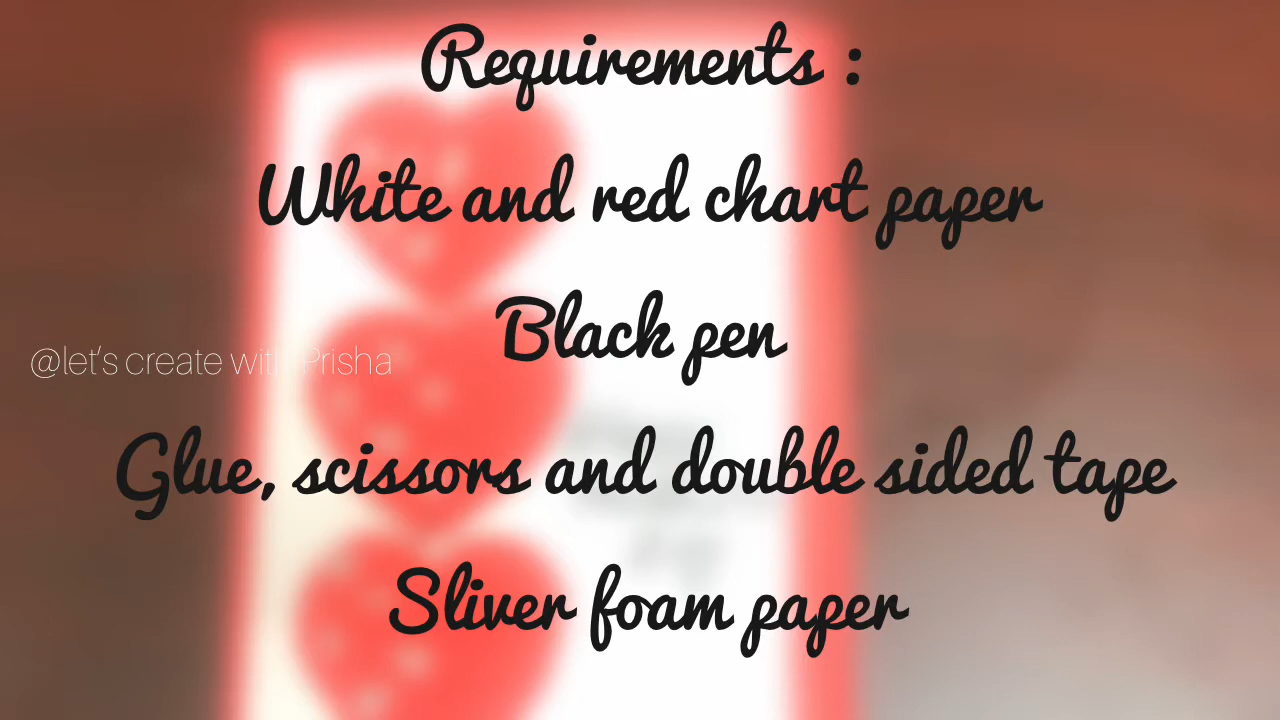 Requirements :
White and red chart paper
Black pen
@let's create with Prisha
Glue, scissors and double sided tape
Sliver foam paper